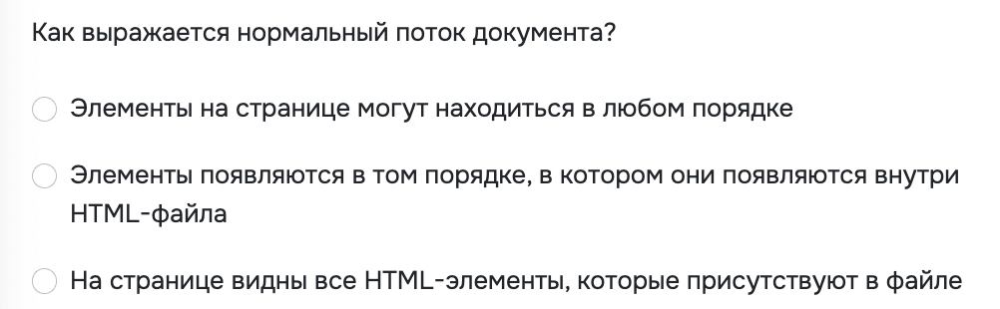 Как выражается нормальный поток документа?
Элементы на странице могут находиться в любом порядке
Элементы появляются в том порядке, в котором они появляются внутри
HTML-файла
На странице видны все HTML-элементы, которые присутствуют в файле